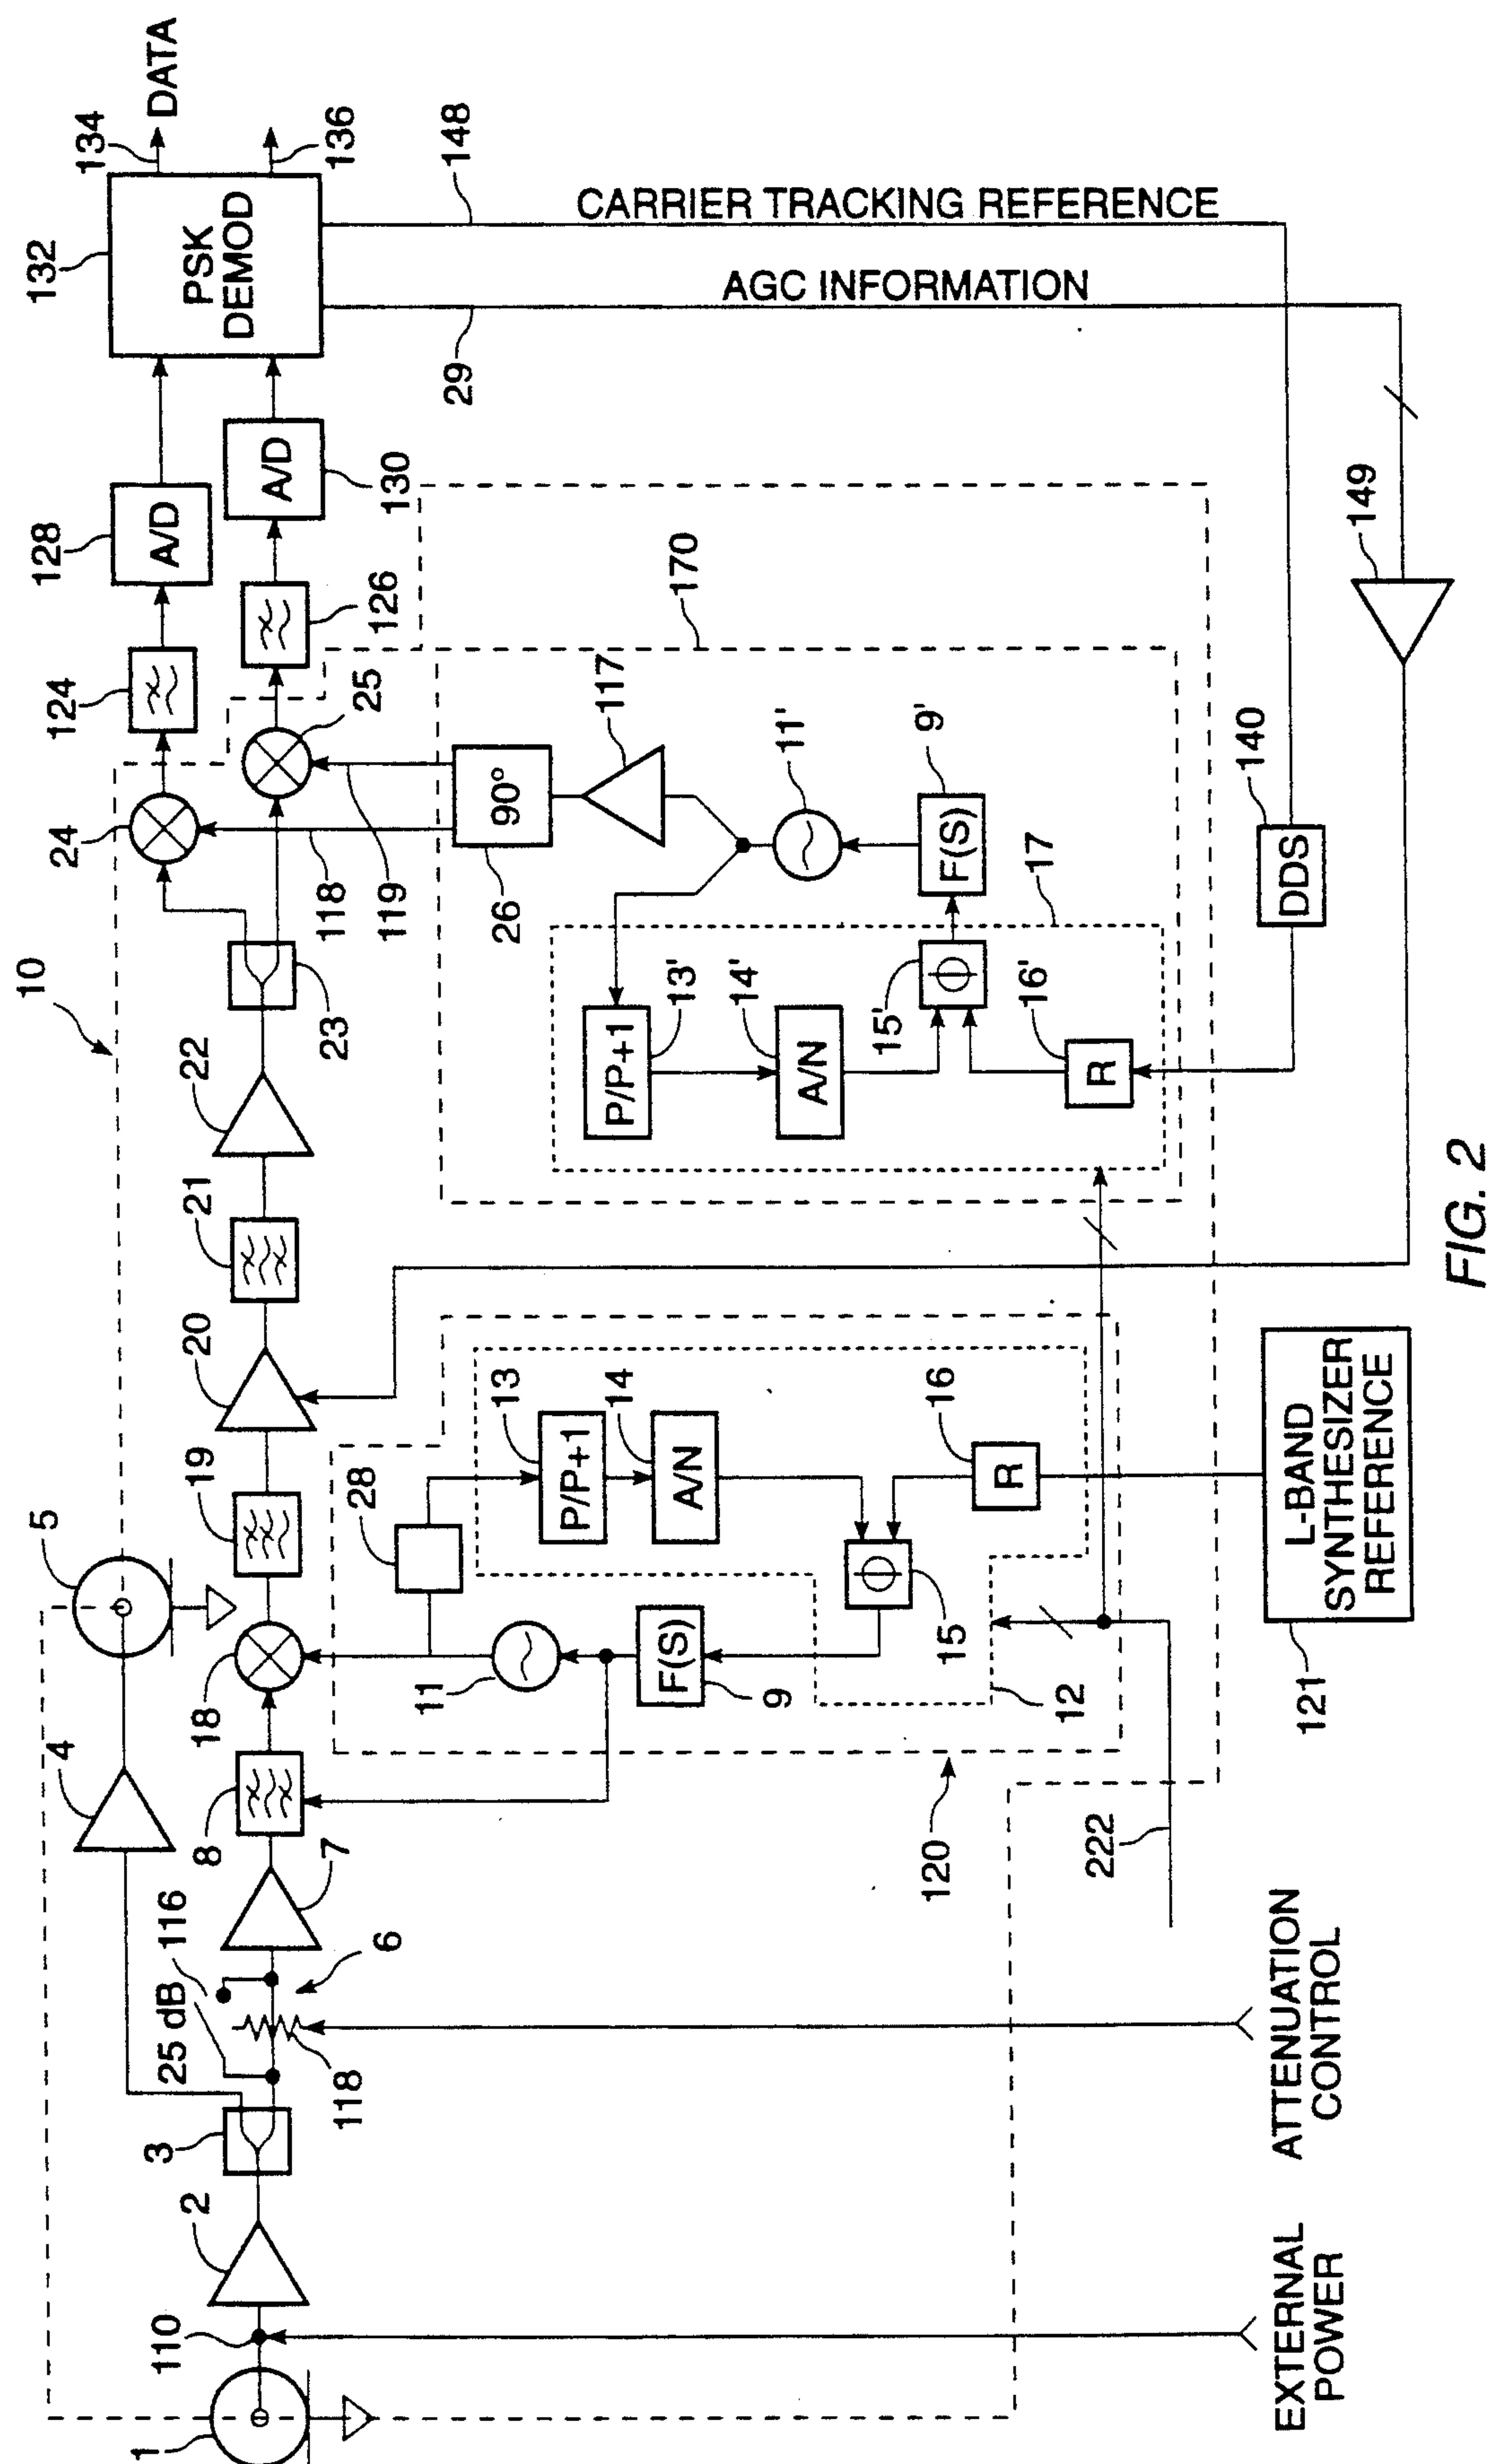 10
5
4
24
124
128
132
134
DATA
PSK
DEMOD
136
A/D
A/D
130
126
25
23
22
21
20
19
18
8
7
116
25 dB
6
118
3
2
110
1
118
119
26
90°
117
170
11'
9'
F(S)
17
P/P+1
13'
A/N
14'
15'
Φ
16'
R
28
13
P/P+1
14
A/N
16
R
Φ
15
11
F(S)
9
12
120
222
29
148
CARRIER TRACKING REFERENCE
AGC INFORMATION
140
DDS
149
121
L-BAND
SYNTHESIZER
REFERENCE
EXTERNAL
POWER
ATTENUATION
CONTROL
FIG. 2